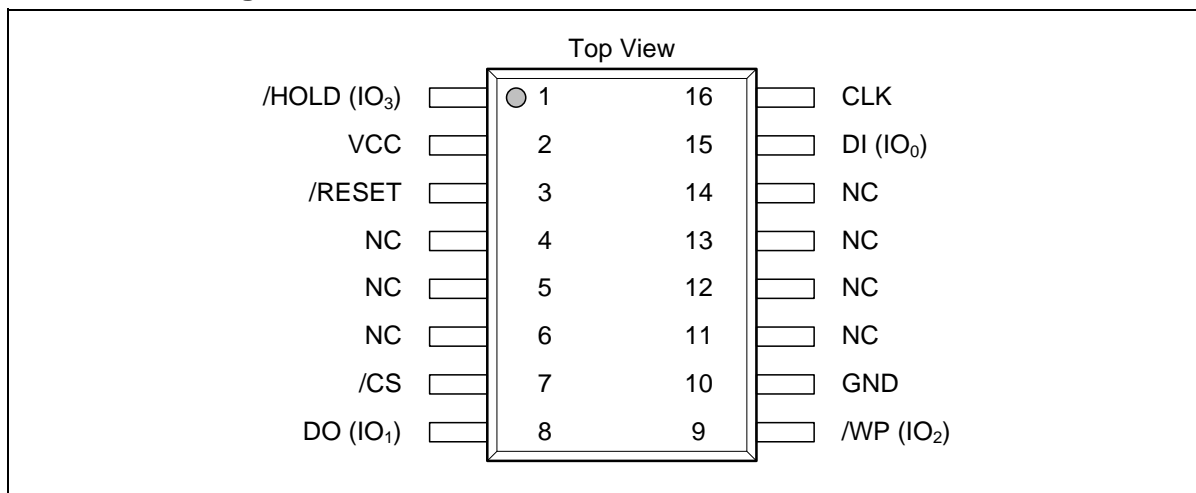 Top View
/HOLD (IO₃) 1 16 CLK
VCC 2 15 DI (IO₀)
/RESET 3 14 NC
NC 4 13 NC
NC 5 12 NC
NC 6 11 NC
/CS 7 10 GND
DO (IO₁) 8 9 /WP (IO₂)